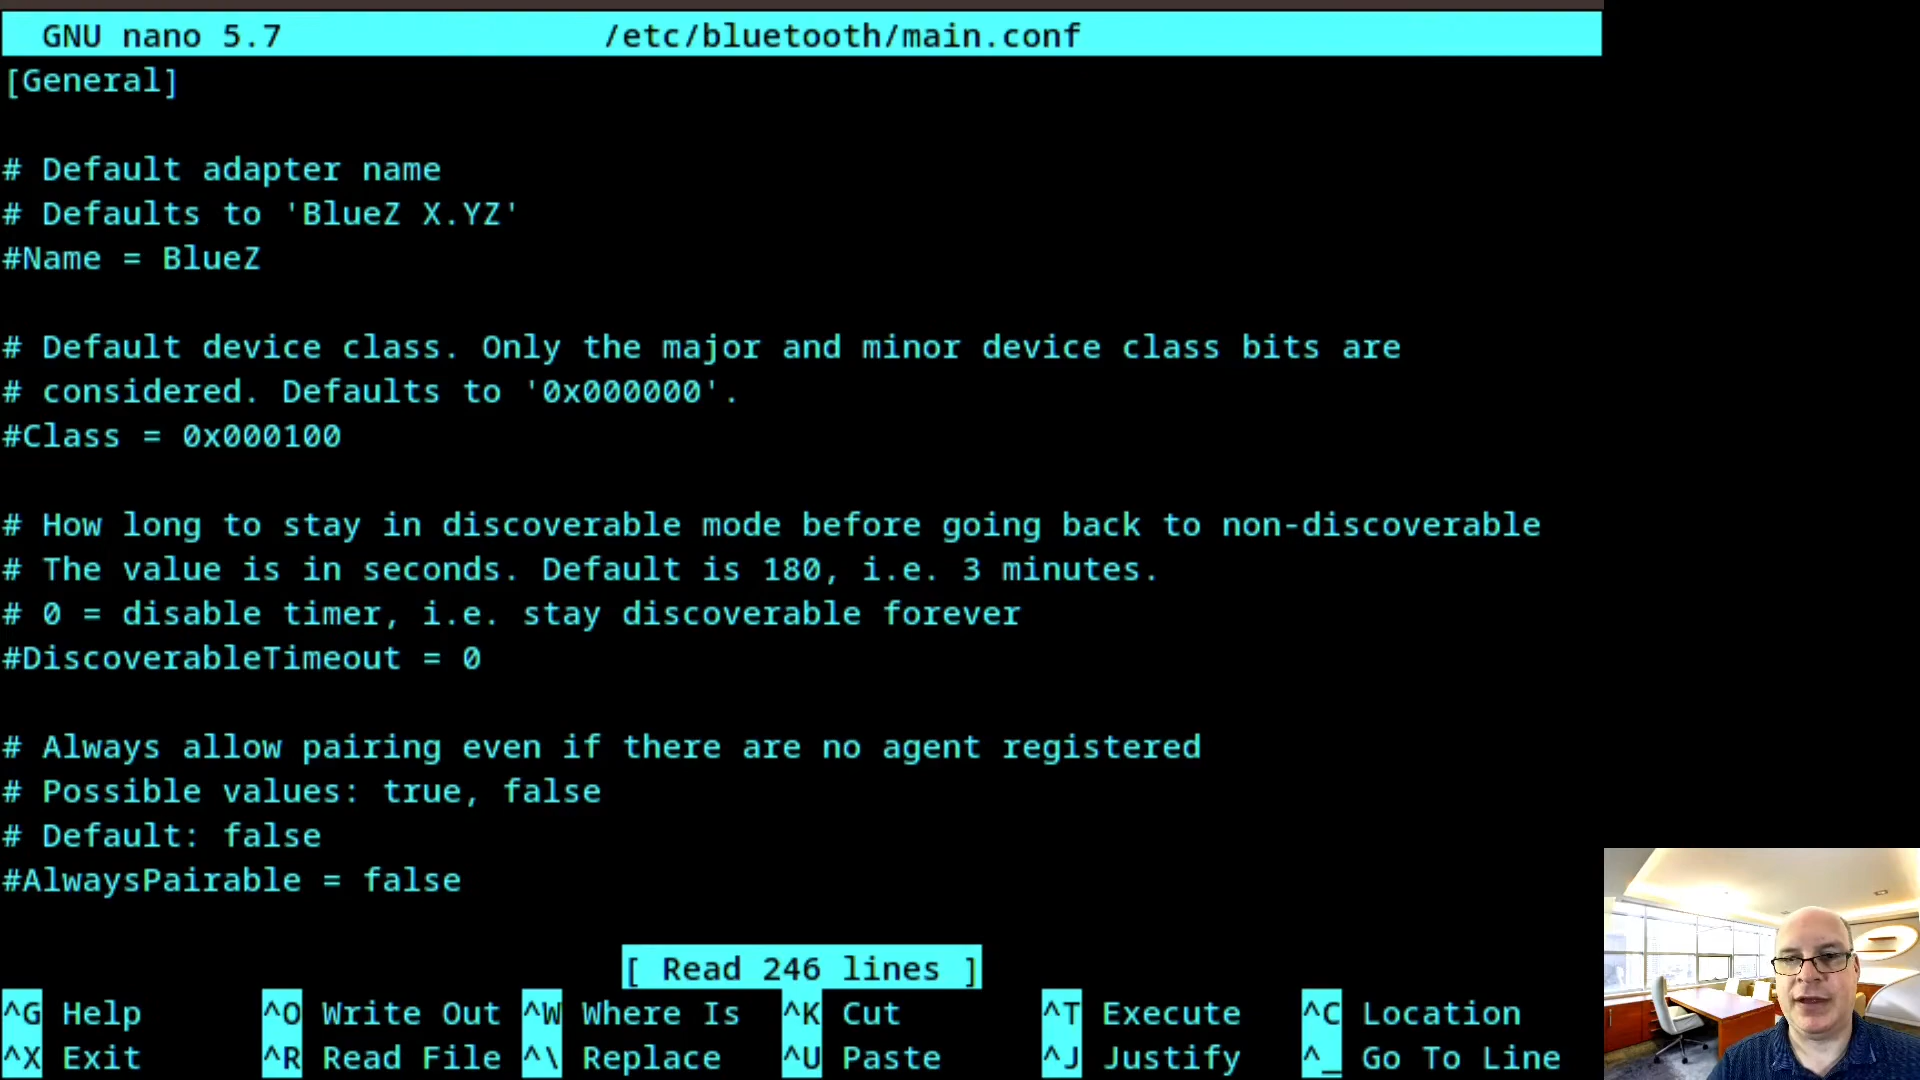 GNU nano 5.7 /etc/bluetooth/main.conf
[General]
# Default adapter name
# Defaults to 'BlueZ X.YZ'
#Name = BlueZ
# Default device class. Only the major and minor device class bits are
# considered. Defaults to '0x000000'.
#Class = 0x000100
# How long to stay in discoverable mode before going back to non-discoverable
# The value is in seconds. Default is 180, i.e. 3 minutes.
# 0 = disable timer, i.e. stay discoverable forever
#DiscoverableTimeout = 0
# Always allow pairing even if there are no agent registered
# Possible values: true, false
# Default: false
#AlwaysPairable = false
[ Read 246 lines ]
^G Help ^O Write Out ^W Where Is ^K Cut ^T Execute ^C Location
^X Exit ^R Read File ^\ Replace ^U Paste ^J Justify ^_ Go To Line